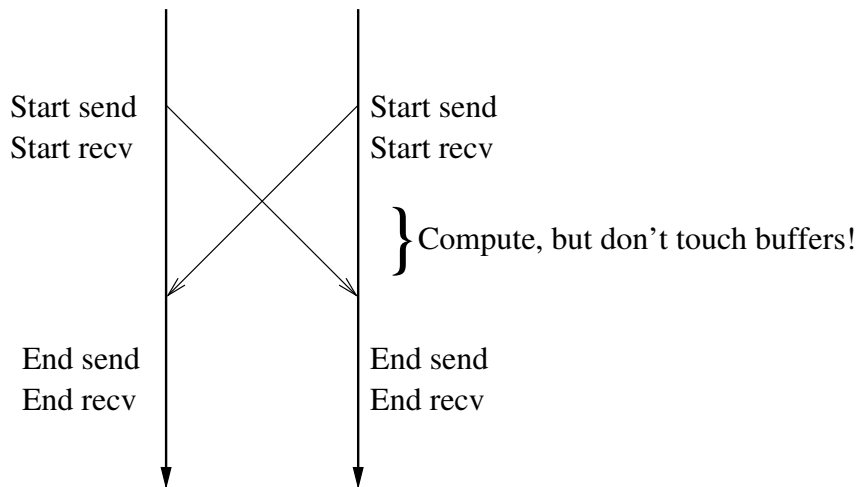 Start send
Start recv
Start send
Start recv
Compute, but don't touch buffers!
End send
End recv
End send
End recv